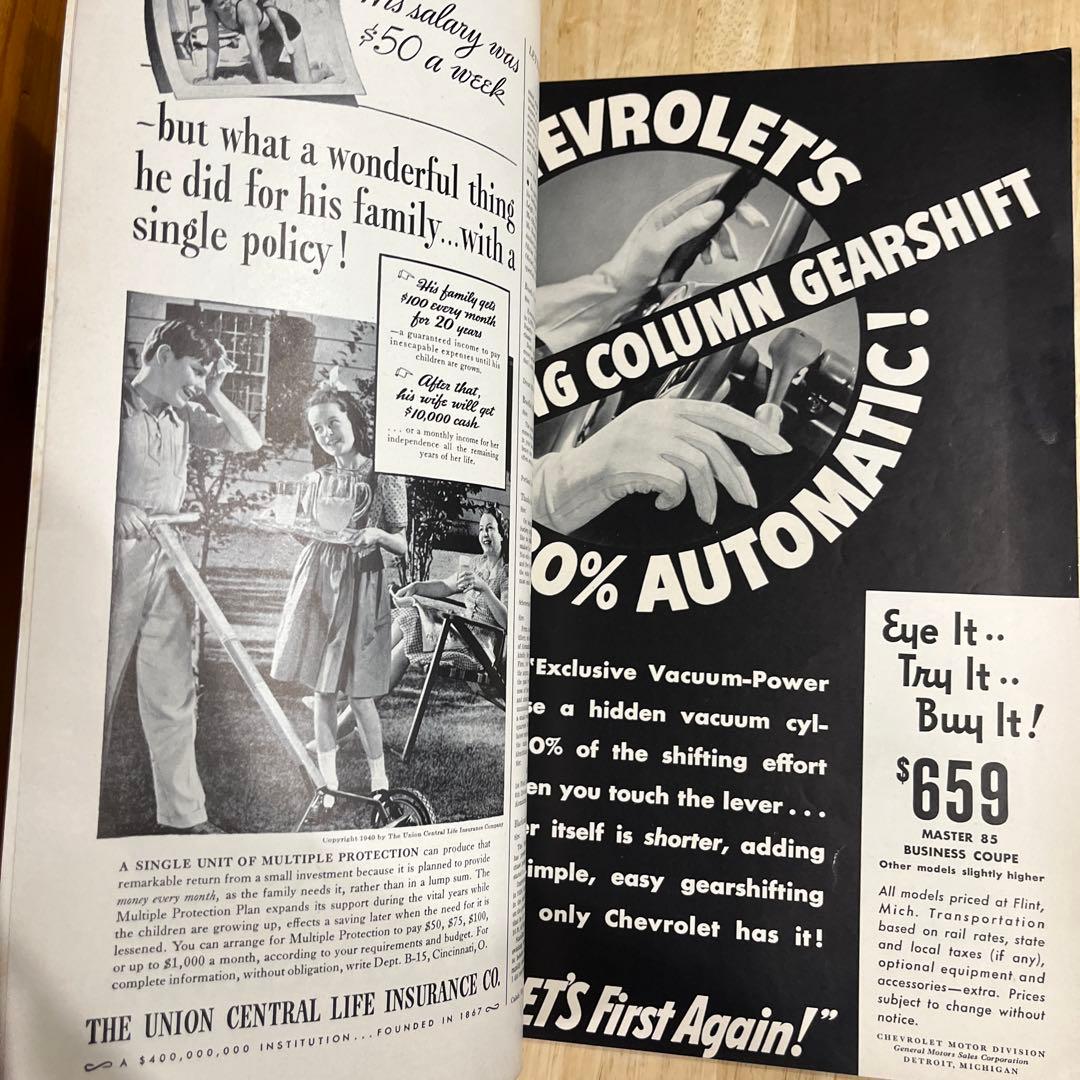 His salary was
$50 a week
-but what a wonderful thing
he did for his family...with a
single policy!
His family gets
$100 every month
for 20 years
—a guaranteed income to pay
inescapable expenses until his
children are grown.
After that,
his wife will get
$10,000 cash
. . . or a monthly income for her
independence all the remaining
years of her life.
Copyright 1940 by The Union Central Life Insurance Company
A SINGLE UNIT OF MULTIPLE PROTECTION can produce that
remarkable return from a small investment because it is planned to provide
money every month, as the family needs it, rather than in a lump sum. The
Multiple Protection Plan expands its support during the vital years while
the children are growing up, effects a saving later when the need for it is
lessened. You can arrange for Multiple Protection to pay $50, $75, $100,
or up to $1,000 a month, according to your requirements and budget. For
complete information, without obligation, write Dept. B-15, Cincinnati, O.
THE UNION CENTRAL LIFE INSURANCE CO.
A $400,000,000 INSTITUTION...FOUNDED IN 1867
EVROLET'S
NG COLUMN GEARSHIFT
0% AUTOMATIC!
"Exclusive Vacuum-Power
se a hidden vacuum cyl-
0% of the shifting effort
en you touch the lever...
er itself is shorter, adding
imple, easy gearshifting
only Chevrolet has it!
ET'S First Again!"
Eye It··
Try It··
Buy It!
$659
MASTER 85
BUSINESS COUPE
Other models slightly higher
All models priced at Flint,
Mich. Transportation
based on rail rates, state
and local taxes (if any),
optional equipment and
accessories—extra. Prices
subject to change without
notice.
CHEVROLET MOTOR DIVISION
General Motors Sales Corporation
DETROIT, MICHIGAN